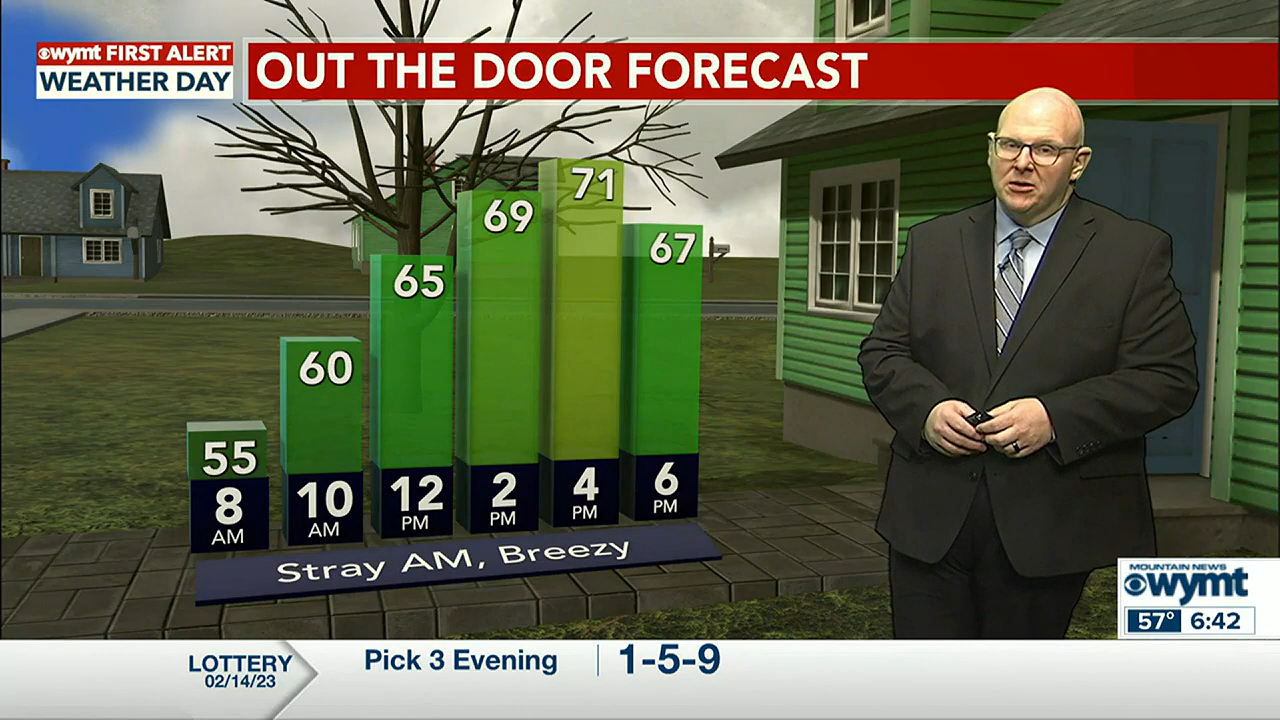 wymt FIRST ALERT
WEATHER DAY
OUT THE DOOR FORECAST
55
60
65
69
71
67
8
AM
10
AM
12
PM
2
PM
4
PM
6
PM
Stray AM, Breezy
MOUNTAIN NEWS
wymt
57° 6:42
LOTTERY
02/14/23
Pick 3 Evening 1-5-9